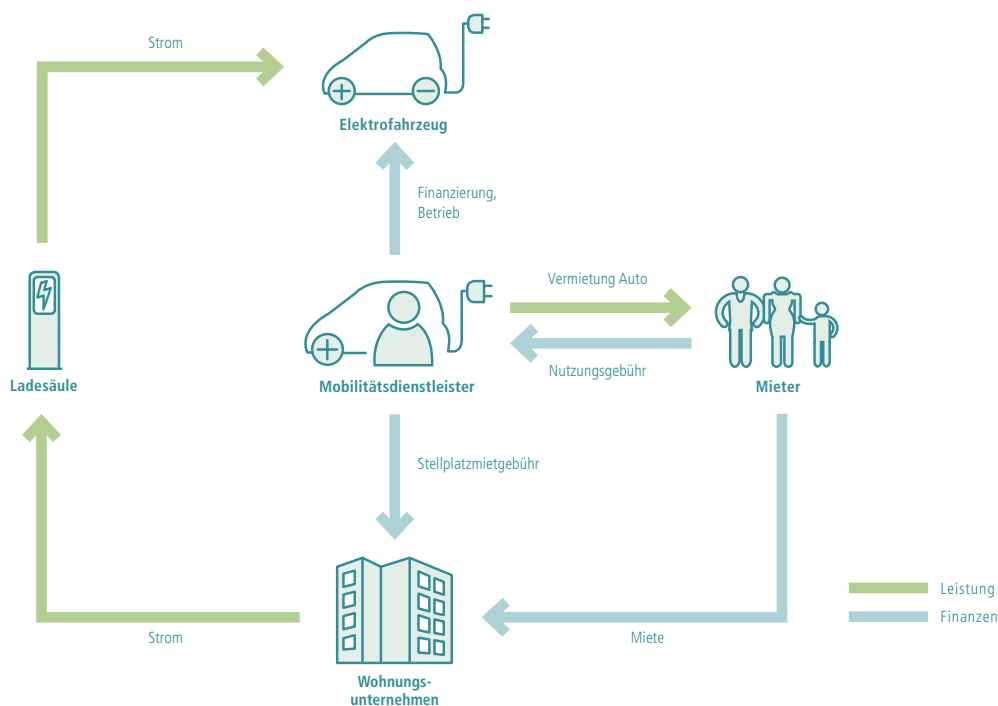 Strom
Elektrofahrzeug
Finanzierung,
Betrieb
Vermietung Auto
Nutzungsgebühr
Ladesäule
Mobilitätsdienstleister
Mieter
Stellplatzmietgebühr
Leistung
Finanzen
Strom
Miete
Wohnungs-
unternehmen